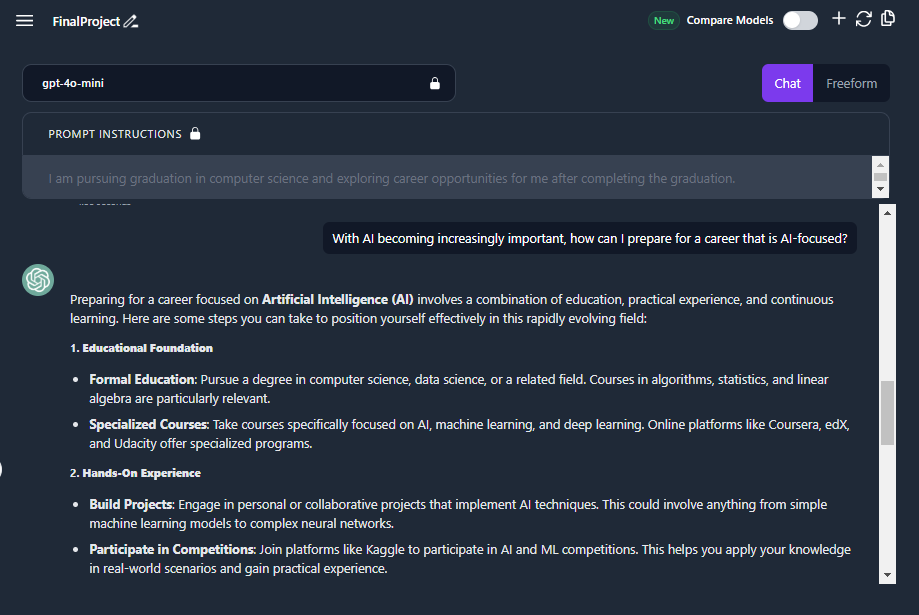 FinalProject
New Compare Models
gpt-4o-mini
Chat Freeform
PROMPT INSTRUCTIONS
I am pursuing graduation in computer science and exploring career opportunities for me after completing the graduation.
With AI becoming increasingly important, how can I prepare for a career that is AI-focused?
Preparing for a career focused on Artificial Intelligence (AI) involves a combination of education, practical experience, and continuous
learning. Here are some steps you can take to position yourself effectively in this rapidly evolving field:
1. Educational Foundation
• Formal Education: Pursue a degree in computer science, data science, or a related field. Courses in algorithms, statistics, and linear
algebra are particularly relevant.
• Specialized Courses: Take courses specifically focused on AI, machine learning, and deep learning. Online platforms like Coursera, edX,
and Udacity offer specialized programs.
2. Hands-On Experience
• Build Projects: Engage in personal or collaborative projects that implement AI techniques. This could involve anything from simple
machine learning models to complex neural networks.
• Participate in Competitions: Join platforms like Kaggle to participate in AI and ML competitions. This helps you apply your knowledge
in real-world scenarios and gain practical experience.